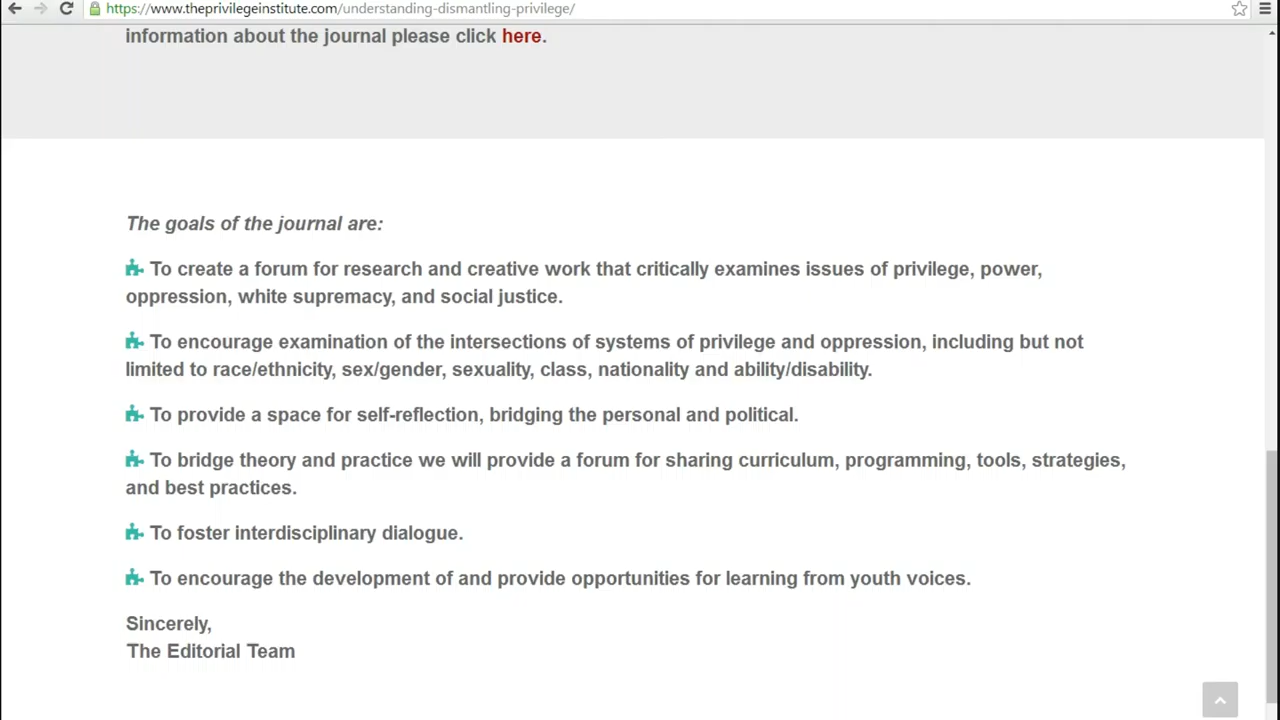 https://www.theprivilegeinstitute.com/understanding-dismantling-privilege/
information about the journal please click here.
The goals of the journal are:
To create a forum for research and creative work that critically examines issues of privilege, power,
oppression, white supremacy, and social justice.
To encourage examination of the intersections of systems of privilege and oppression, including but not
limited to race/ethnicity, sex/gender, sexuality, class, nationality and ability/disability.
To provide a space for self-reflection, bridging the personal and political.
To bridge theory and practice we will provide a forum for sharing curriculum, programming, tools, strategies,
and best practices.
To foster interdisciplinary dialogue.
To encourage the development of and provide opportunities for learning from youth voices.
Sincerely,
The Editorial Team